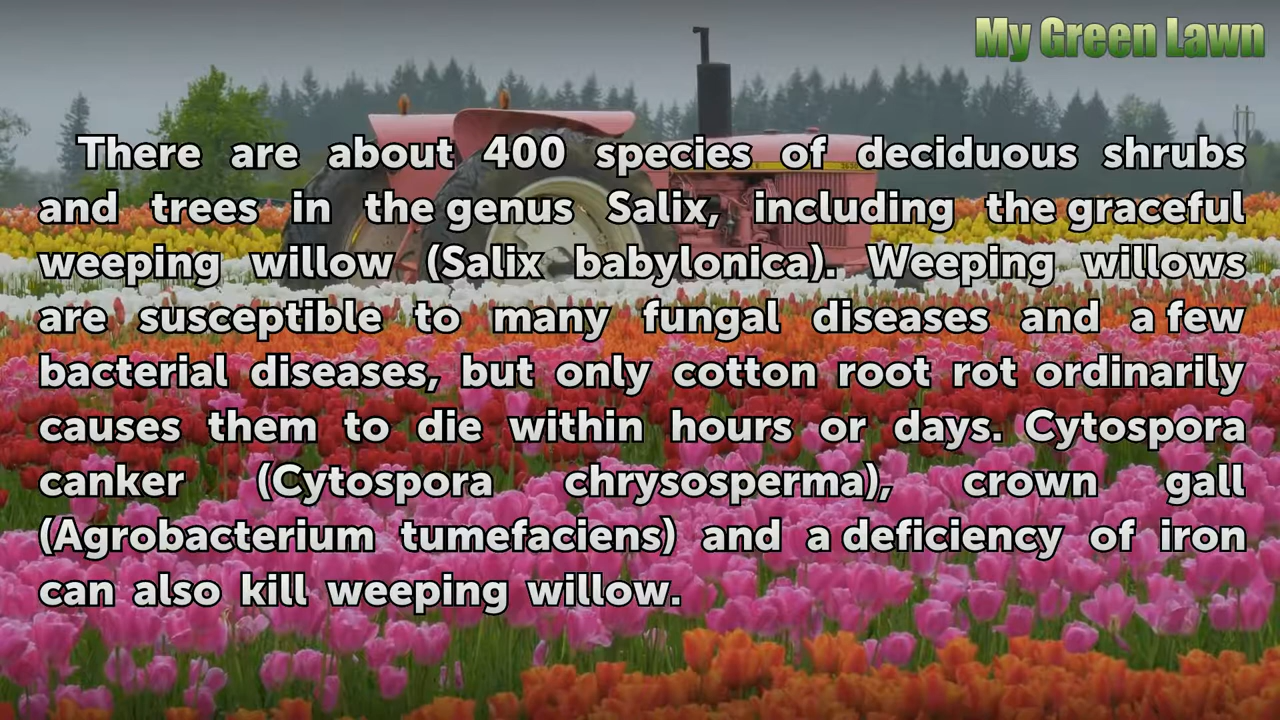 My Green Lawn
There are about 400 species of deciduous shrubs
and trees in the genus Salix, including the graceful
weeping willow (Salix babylonica). Weeping willows
are susceptible to many fungal diseases and a few
bacterial diseases, but only cotton root rot ordinarily
causes them to die within hours or days. Cytospora
canker (Cytospora chrysosperma), crown gall
(Agrobacterium tumefaciens) and a deficiency of iron
can also kill weeping willow.